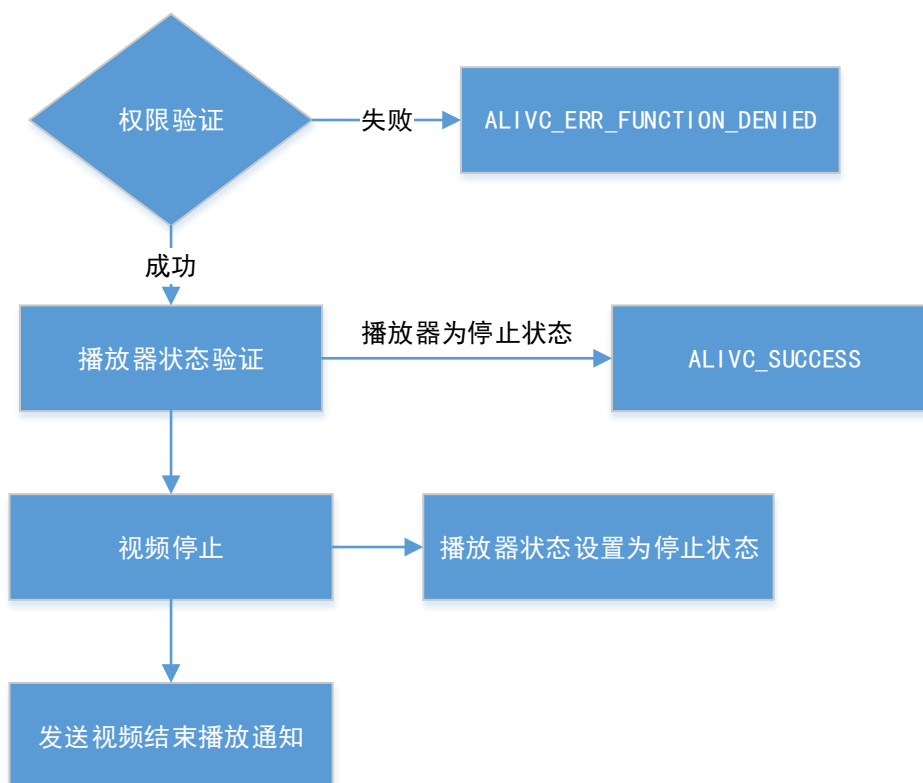 权限验证
失败
ALIVC_ERR_FUNCTION_DENIED
成功
播放器状态验证
播放器为停止状态
ALIVC_SUCCESS
视频停止
播放器状态设置为停止状态
发送视频结束播放通知